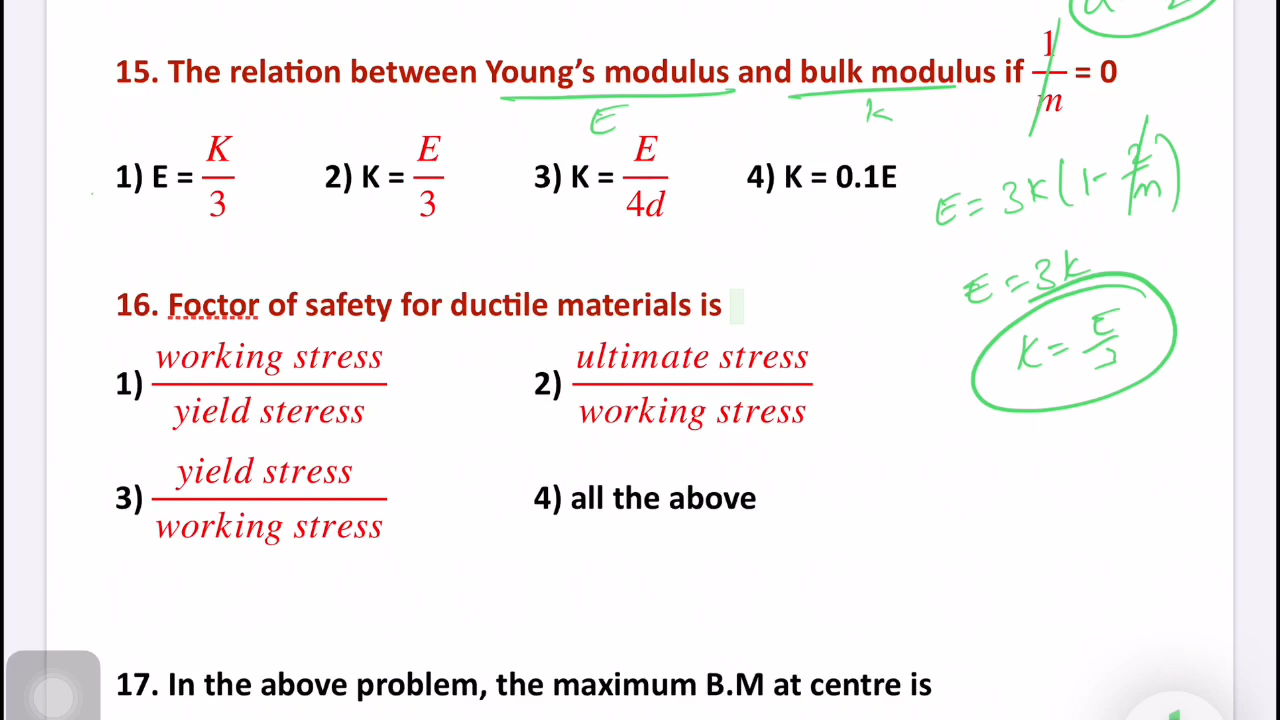 15. The relation between Young's modulus and bulk modulus if 1/m = 0
E k
1) E = K/3 2) K = E/3 3) K = E/4d 4) K = 0.1E
E = 3k(1 - 2/m)
E = 3k
K = E/3
16. Foctor of safety for ductile materials is
1) working stress/yield steress 2) ultimate stress/working stress
3) yield stress/working stress 4) all the above
17. In the above problem, the maximum B.M at centre is